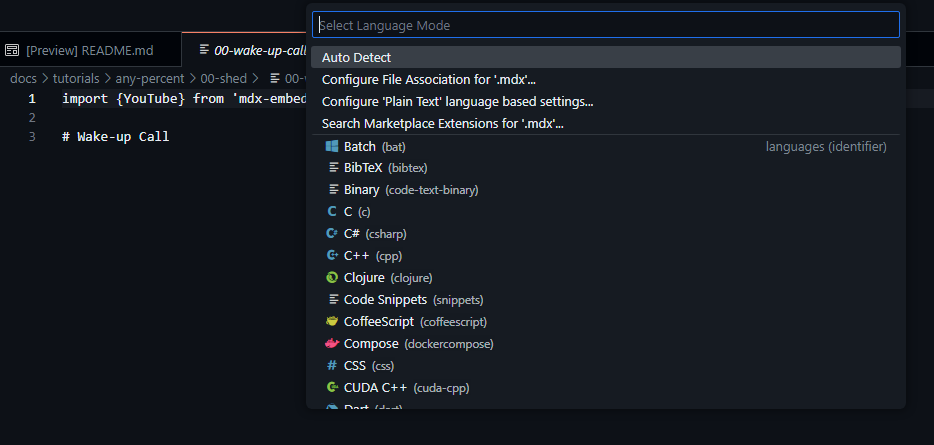 Select Language Mode
[Preview] README.md
00-wake-up-call
Auto Detect
docs > tutorials > any-percent > 00-shed >
Configure File Association for '.mdx'...
1 import {YouTube} from 'mdx-embed
Configure 'Plain Text' language based settings...
2
Search Marketplace Extensions for '.mdx'...
3 # Wake-up Call
Batch (bat) languages (identifier)
BibTeX (bibtex)
Binary (code-text-binary)
C (c)
C# (csharp)
C++ (cpp)
Clojure (clojure)
Code Snippets (snippets)
CoffeeScript (coffeescript)
Compose (dockercompose)
CSS (css)
CUDA C++ (cuda-cpp)
Dart (dart)